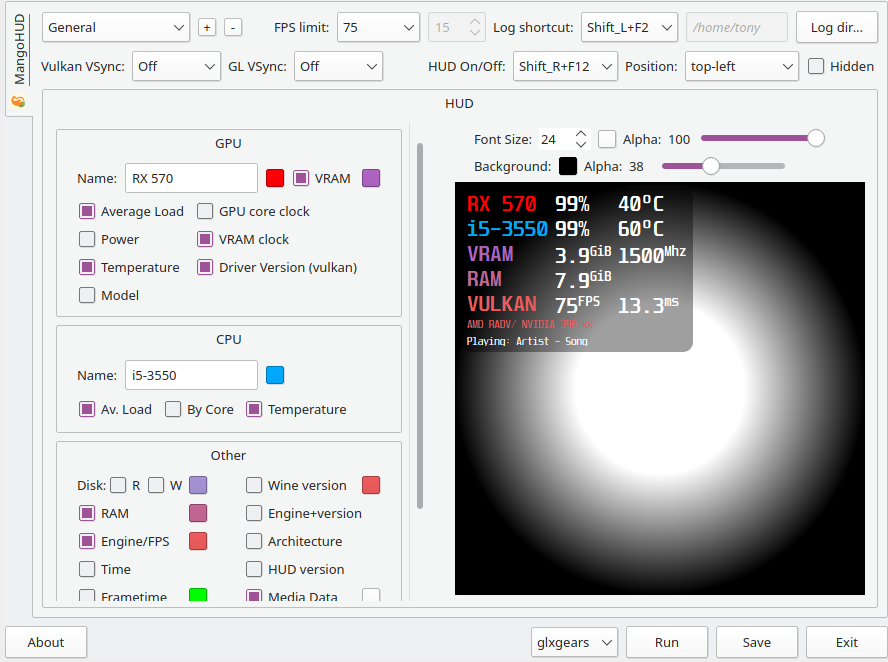 MangoHUD
General + - FPS limit: 75 15 Log shortcut: Shift_L+F2 /home/tony Log dir...
Vulkan VSync: Off GL VSync: Off HUD On/Off: Shift_R+F12 Position: top-left Hidden
HUD
GPU
Name: RX 570 VRAM
Average Load GPU core clock
Power VRAM clock
Temperature Driver Version (vulkan)
Model
CPU
Name: i5-3550
Av. Load By Core Temperature
Other
Disk: R W Wine version
RAM Engine+version
Engine/FPS Architecture
Time HUD version
Frametime Media Data
Font Size: 24 Alpha: 100
Background: Alpha: 38
RX 570 99% 40°C
i5-3550 99% 60°C
VRAM 3.9GiB 1500Mhz
RAM 7.9GiB
VULKAN 75FPS 13.3ms
AMD RADV/ NVIDIA
Playing: Artist - Song
About glxgears Run Save Exit